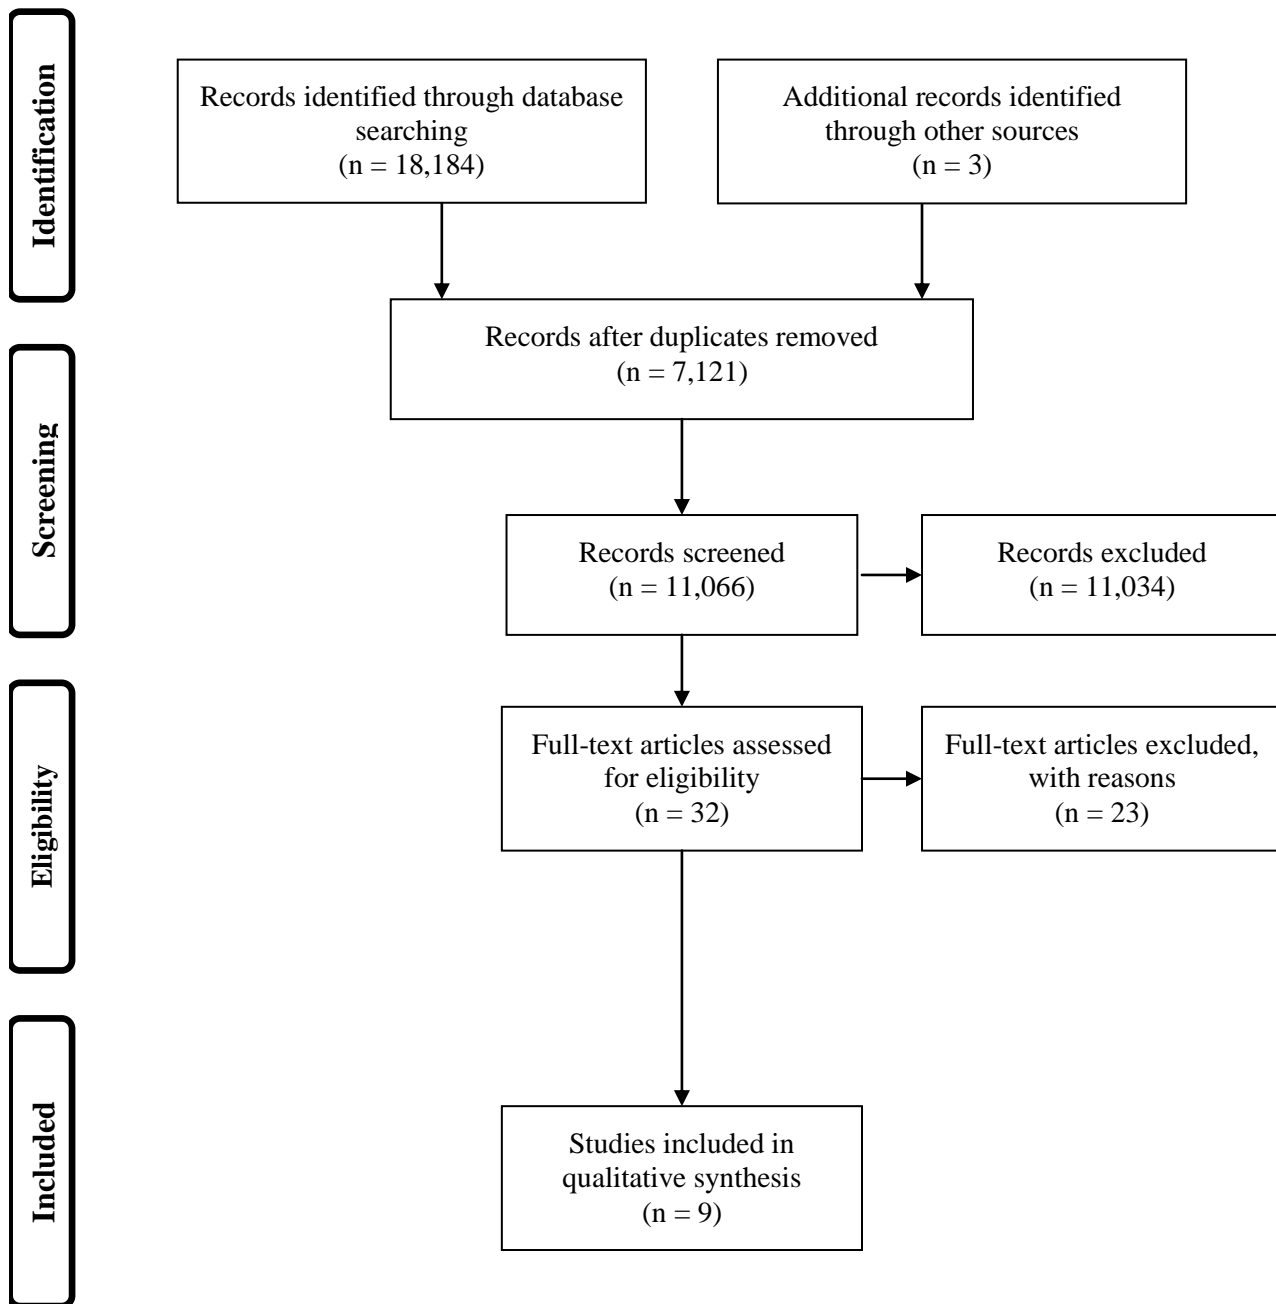 Identification
Records identified through database
searching
(n = 18,184)
Additional records identified
through other sources
(n = 3)
Records after duplicates removed
(n = 7,121)
Screening
Records screened
(n = 11,066)
Records excluded
(n = 11,034)
Eligibility
Full-text articles assessed
for eligibility
(n = 32)
Full-text articles excluded,
with reasons
(n = 23)
Included
Studies included in
qualitative synthesis
(n = 9)